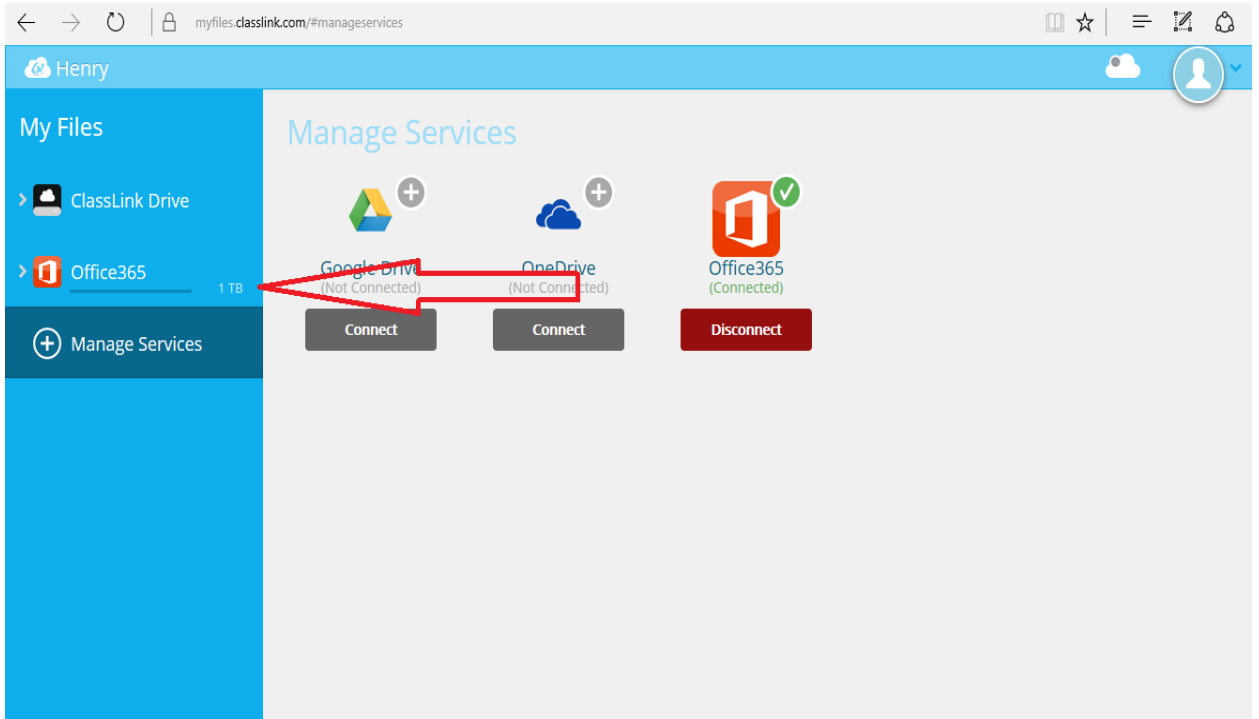 myfiles.classlink.com/#manageservices
Henry
My Files
ClassLink Drive
Office365
1 TB
Manage Services
Manage Services
Google Drive
(Not Connected)
Connect
OneDrive
(Not Connected)
Connect
Office365
(Connected)
Disconnect